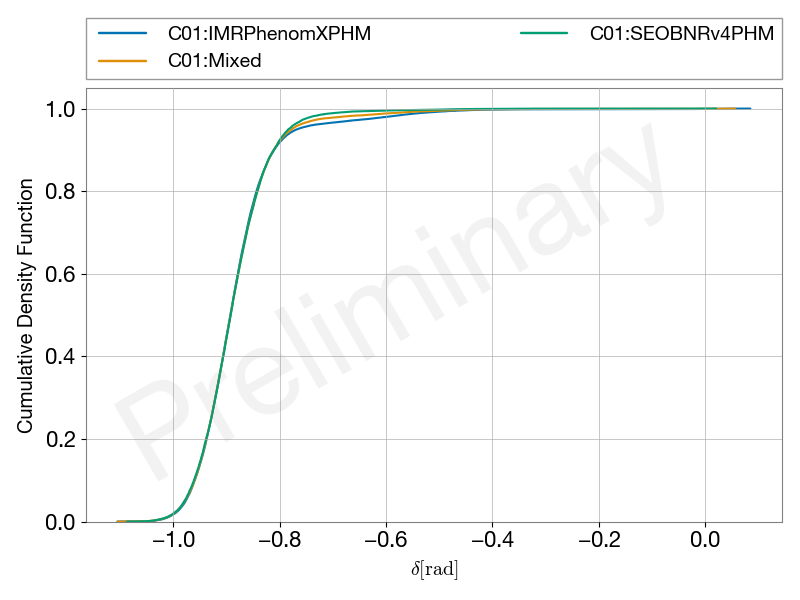 C01:IMRPhenomXPHM C01:SEOBNRv4PHM
C01:Mixed
1.0
0.8
0.6
0.4
0.2
0.0
Cumulative Density Function
Preliminary
−1.0 −0.8 −0.6 −0.4 −0.2 0.0
δ[rad]